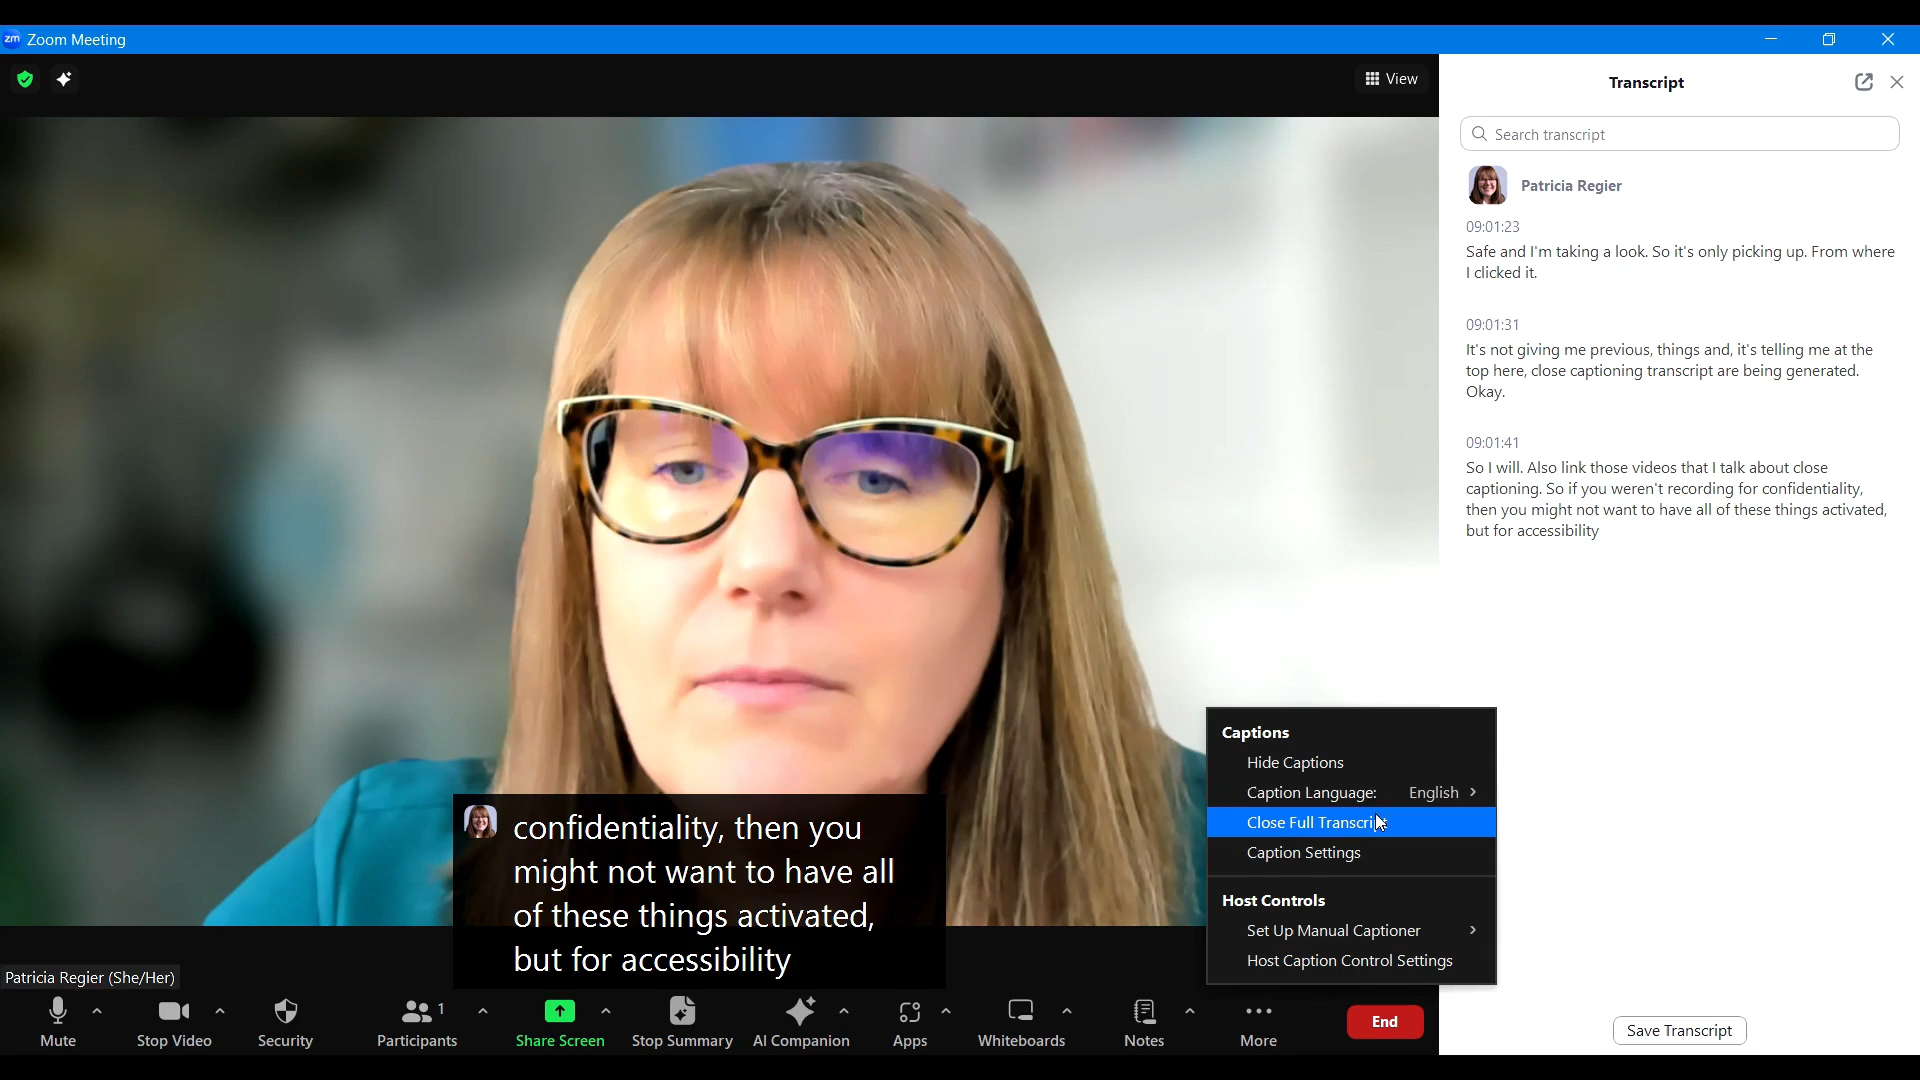 zm Zoom Meeting
View
Transcript
Search transcript
Patricia Regier
09:01:23
Safe and I'm taking a look. So it's only picking up. From where
I clicked it.
09:01:31
It's not giving me previous, things and, it's telling me at the
top here, close captioning transcript are being generated.
Okay.
09:01:41
So I will. Also link those videos that I talk about close
captioning. So if you weren't recording for confidentiality,
then you might not want to have all of these things activated,
but for accessibility
Captions
Hide Captions
Caption Language: English
Close Full Transcript
Caption Settings
Host Controls
Set Up Manual Captioner
Host Caption Control Settings
confidentiality, then you
might not want to have all
of these things activated,
but for accessibility
Patricia Regier (She/Her)
1
Mute
Stop Video
Security
Participants
Share Screen
Stop Summary
AI Companion
Apps
Whiteboards
Notes
More
End
Save Transcript